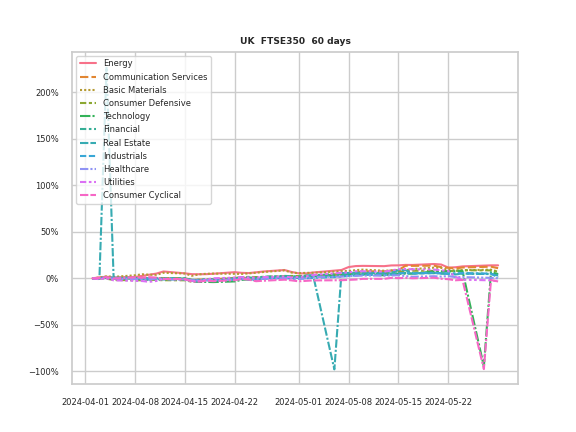 UK  FTSE350  60 days
Energy
Communication Services
Basic Materials
Consumer Defensive
Technology
Financial
Real Estate
Industrials
Healthcare
Utilities
Consumer Cyclical
200%
150%
100%
50%
0%
−50%
−100%
2024-04-01 2024-04-08 2024-04-15 2024-04-22 2024-05-01 2024-05-08 2024-05-15 2024-05-22